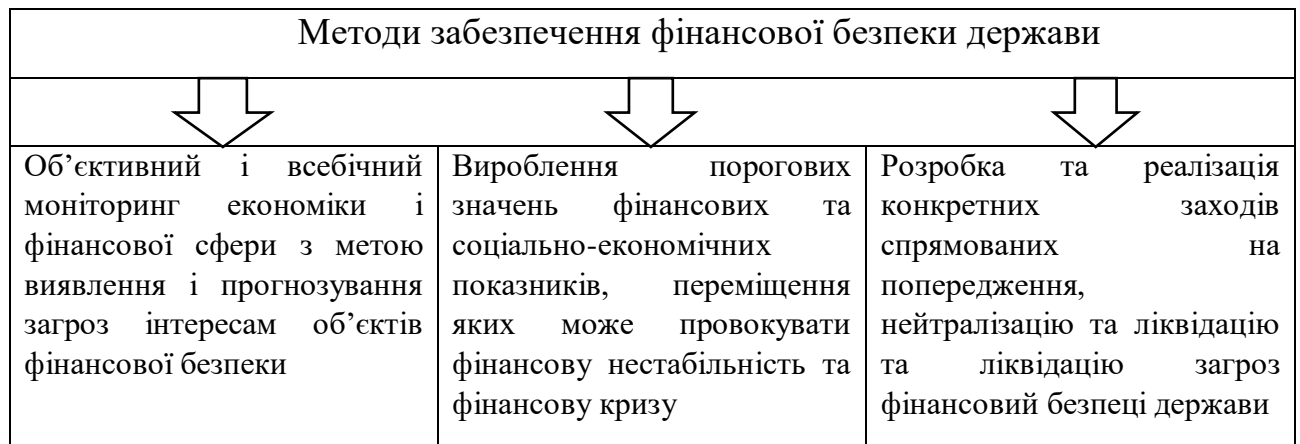 Методи забезпечення фінансової безпеки держави
Об’єктивний і всебічний
моніторинг економіки і
фінансової сфери з метою
виявлення і прогнозування
загроз інтересам об’єктів
фінансової безпеки
Вироблення порогових
значень фінансових та
соціально-економічних
показників, переміщення
яких може провокувати
фінансову нестабільність та
фінансову кризу
Розробка та реалізація
конкретних заходів
спрямованих на
попередження,
нейтралізацію та ліквідацію
та ліквідацію загроз
фінансовий безпеці держави